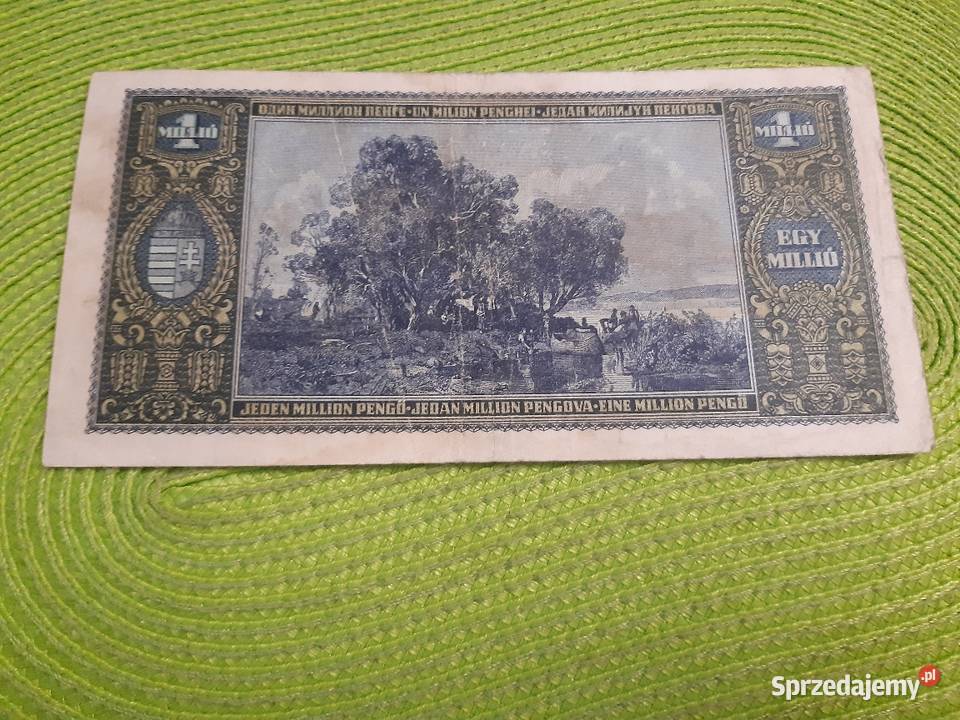 ОДИН МИЛЛИОН ПЕНГЕ · UN MILION PENGHEI · ЈЕДАН МИЛИЈУН ПЕНГОВА
1
MILLIÓ
1
MILLIÓ
EGY
MILLIÓ
JEDEN MILLION PENGŐ · JEDAN MILLION PENGOVA · EINE MILLION PENGŐ
Sprzedajemy.pl